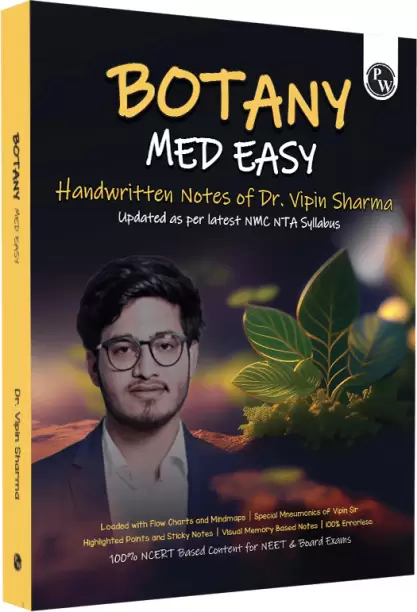 BOTANY
MED EASY
Handwritten Notes of Dr. Vipin Sharma
Updated as per latest NMC NTA Syllabus
PW
Loaded with Flow Charts and Mindmaps | Special Mneumonics of Vipin Sir
Highlighted Points and Sticky Notes | Visual Memory Based Notes | 100% Errorless
100% NCERT Based Content for NEET & Board Exams
BOTANY MED EASY
Dr. Vipin Sharma